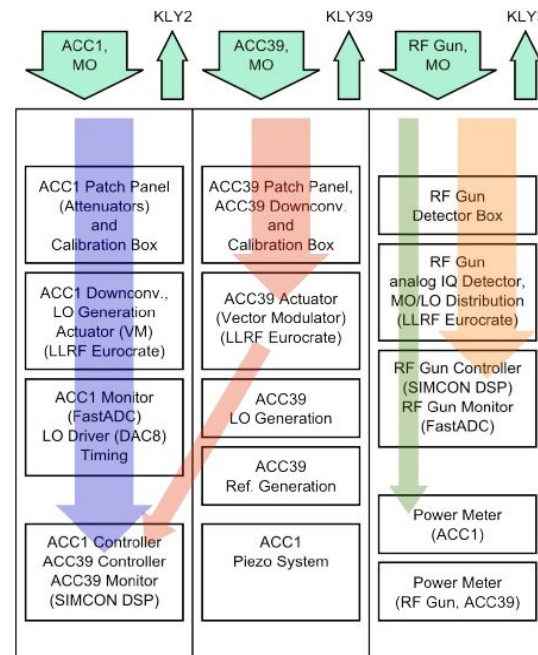 KLY2
KLY39
KLY
ACC1,
MO
ACC39,
MO
RF Gun,
MO
ACC1 Patch Panel
(Attenuators)
and
Calibration Box
ACC1 Downconv.,
LO Generation
Actuator (VM)
(LLRF Eurocrate)
ACC1 Monitor
(FastADC)
LO Driver (DAC8)
Timing
ACC1 Controller
ACC39 Controller
ACC39 Monitor
(SIMCON DSP)
ACC39 Patch Panel,
ACC39 Downconv.
and
Calibration Box
ACC39 Actuator
(Vector Modulator)
(LLRF Eurocrate)
ACC39
LO Generation
ACC39
Ref. Generation
ACC1
Piezo System
RF Gun
Detector Box
RF Gun
analog IQ Detector,
MO/LO Distribution
(LLRF Eurocrate)
RF Gun Controller
(SIMCON DSP)
RF Gun Monitor
(FastADC)
Power Meter
(ACC1)
Power Meter
(RF Gun, ACC39)